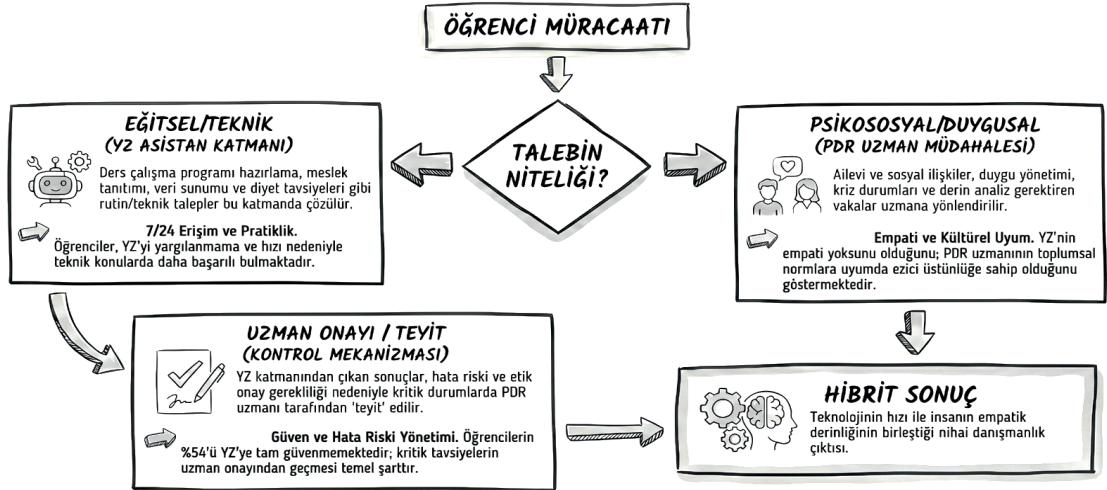 ÖĞRENCİ MÜRACAATI
TALEBİN
NİTELİĞİ?
EĞİTSEL/TEKNİK
(YZ ASİSTAN KATMANI)
Ders çalışma programı hazırlama, meslek
tanıtımı, veri sunumu ve diyet tavsiyeleri gibi
rutin/teknik talepler bu katmanda çözülür.
7/24 Erişim ve Pratiklik.
Öğrenciler, YZ'yi yargılanmama ve hızı nedeniyle
teknik konularda daha başarılı bulmaktadır.
PSİKOSOSYAL/DUYGUSAL
(PDR UZMAN MÜDAHALESİ)
Ailevi ve sosyal ilişkiler, duygu yönetimi,
kriz durumları ve derin analiz gerektiren
vakalar uzmana yönlendirilir.
Empati ve Kültürel Uyum. YZ'nin
empati yoksunu olduğunu; PDR uzmanının toplumsal
normlara uyumda ezici üstünlüğe sahip olduğunu
göstermektedir.
UZMAN ONAYI / TEYİT
(KONTROL MEKANİZMASI)
YZ katmanından çıkan sonuçlar, hata riski ve etik
onay gerekliliği nedeniyle kritik durumlarda PDR
uzmanı tarafından 'teyit' edilir.
Güven ve Hata Riski Yönetimi. Öğrencilerin
%54'ü YZ'ye tam güvenmemektedir; kritik tavsiyelerin
uzman onayından geçmesi temel şarttır.
HİBRİT SONUÇ
Teknolojinin hızı ile insanın empatik
derinliğinin birleştiği nihai danışmanlık
çıktısı.